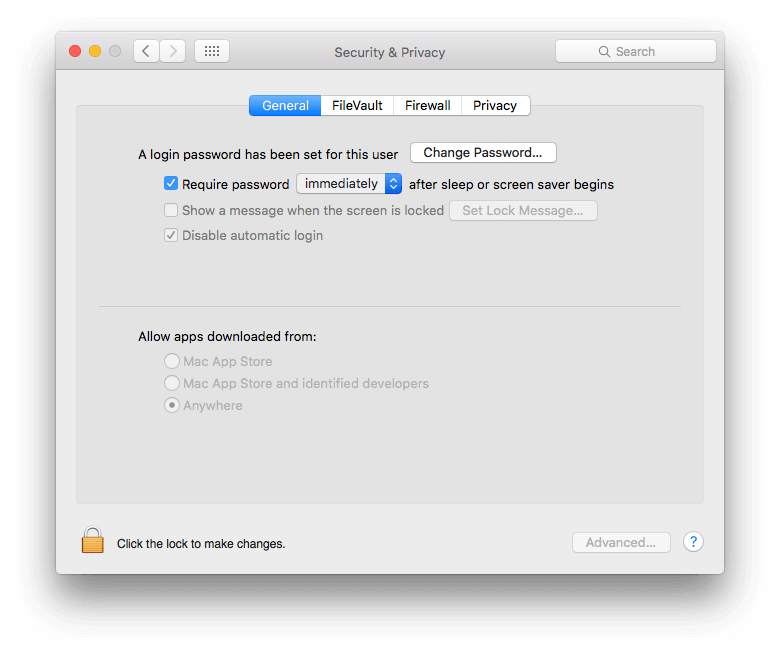 Security & Privacy
Search
General FileVault Firewall Privacy
A login password has been set for this user Change Password...
Require password immediately after sleep or screen saver begins
Show a message when the screen is locked Set Lock Message...
Disable automatic login
Allow apps downloaded from:
Mac App Store
Mac App Store and identified developers
Anywhere
Click the lock to make changes.
Advanced... ?